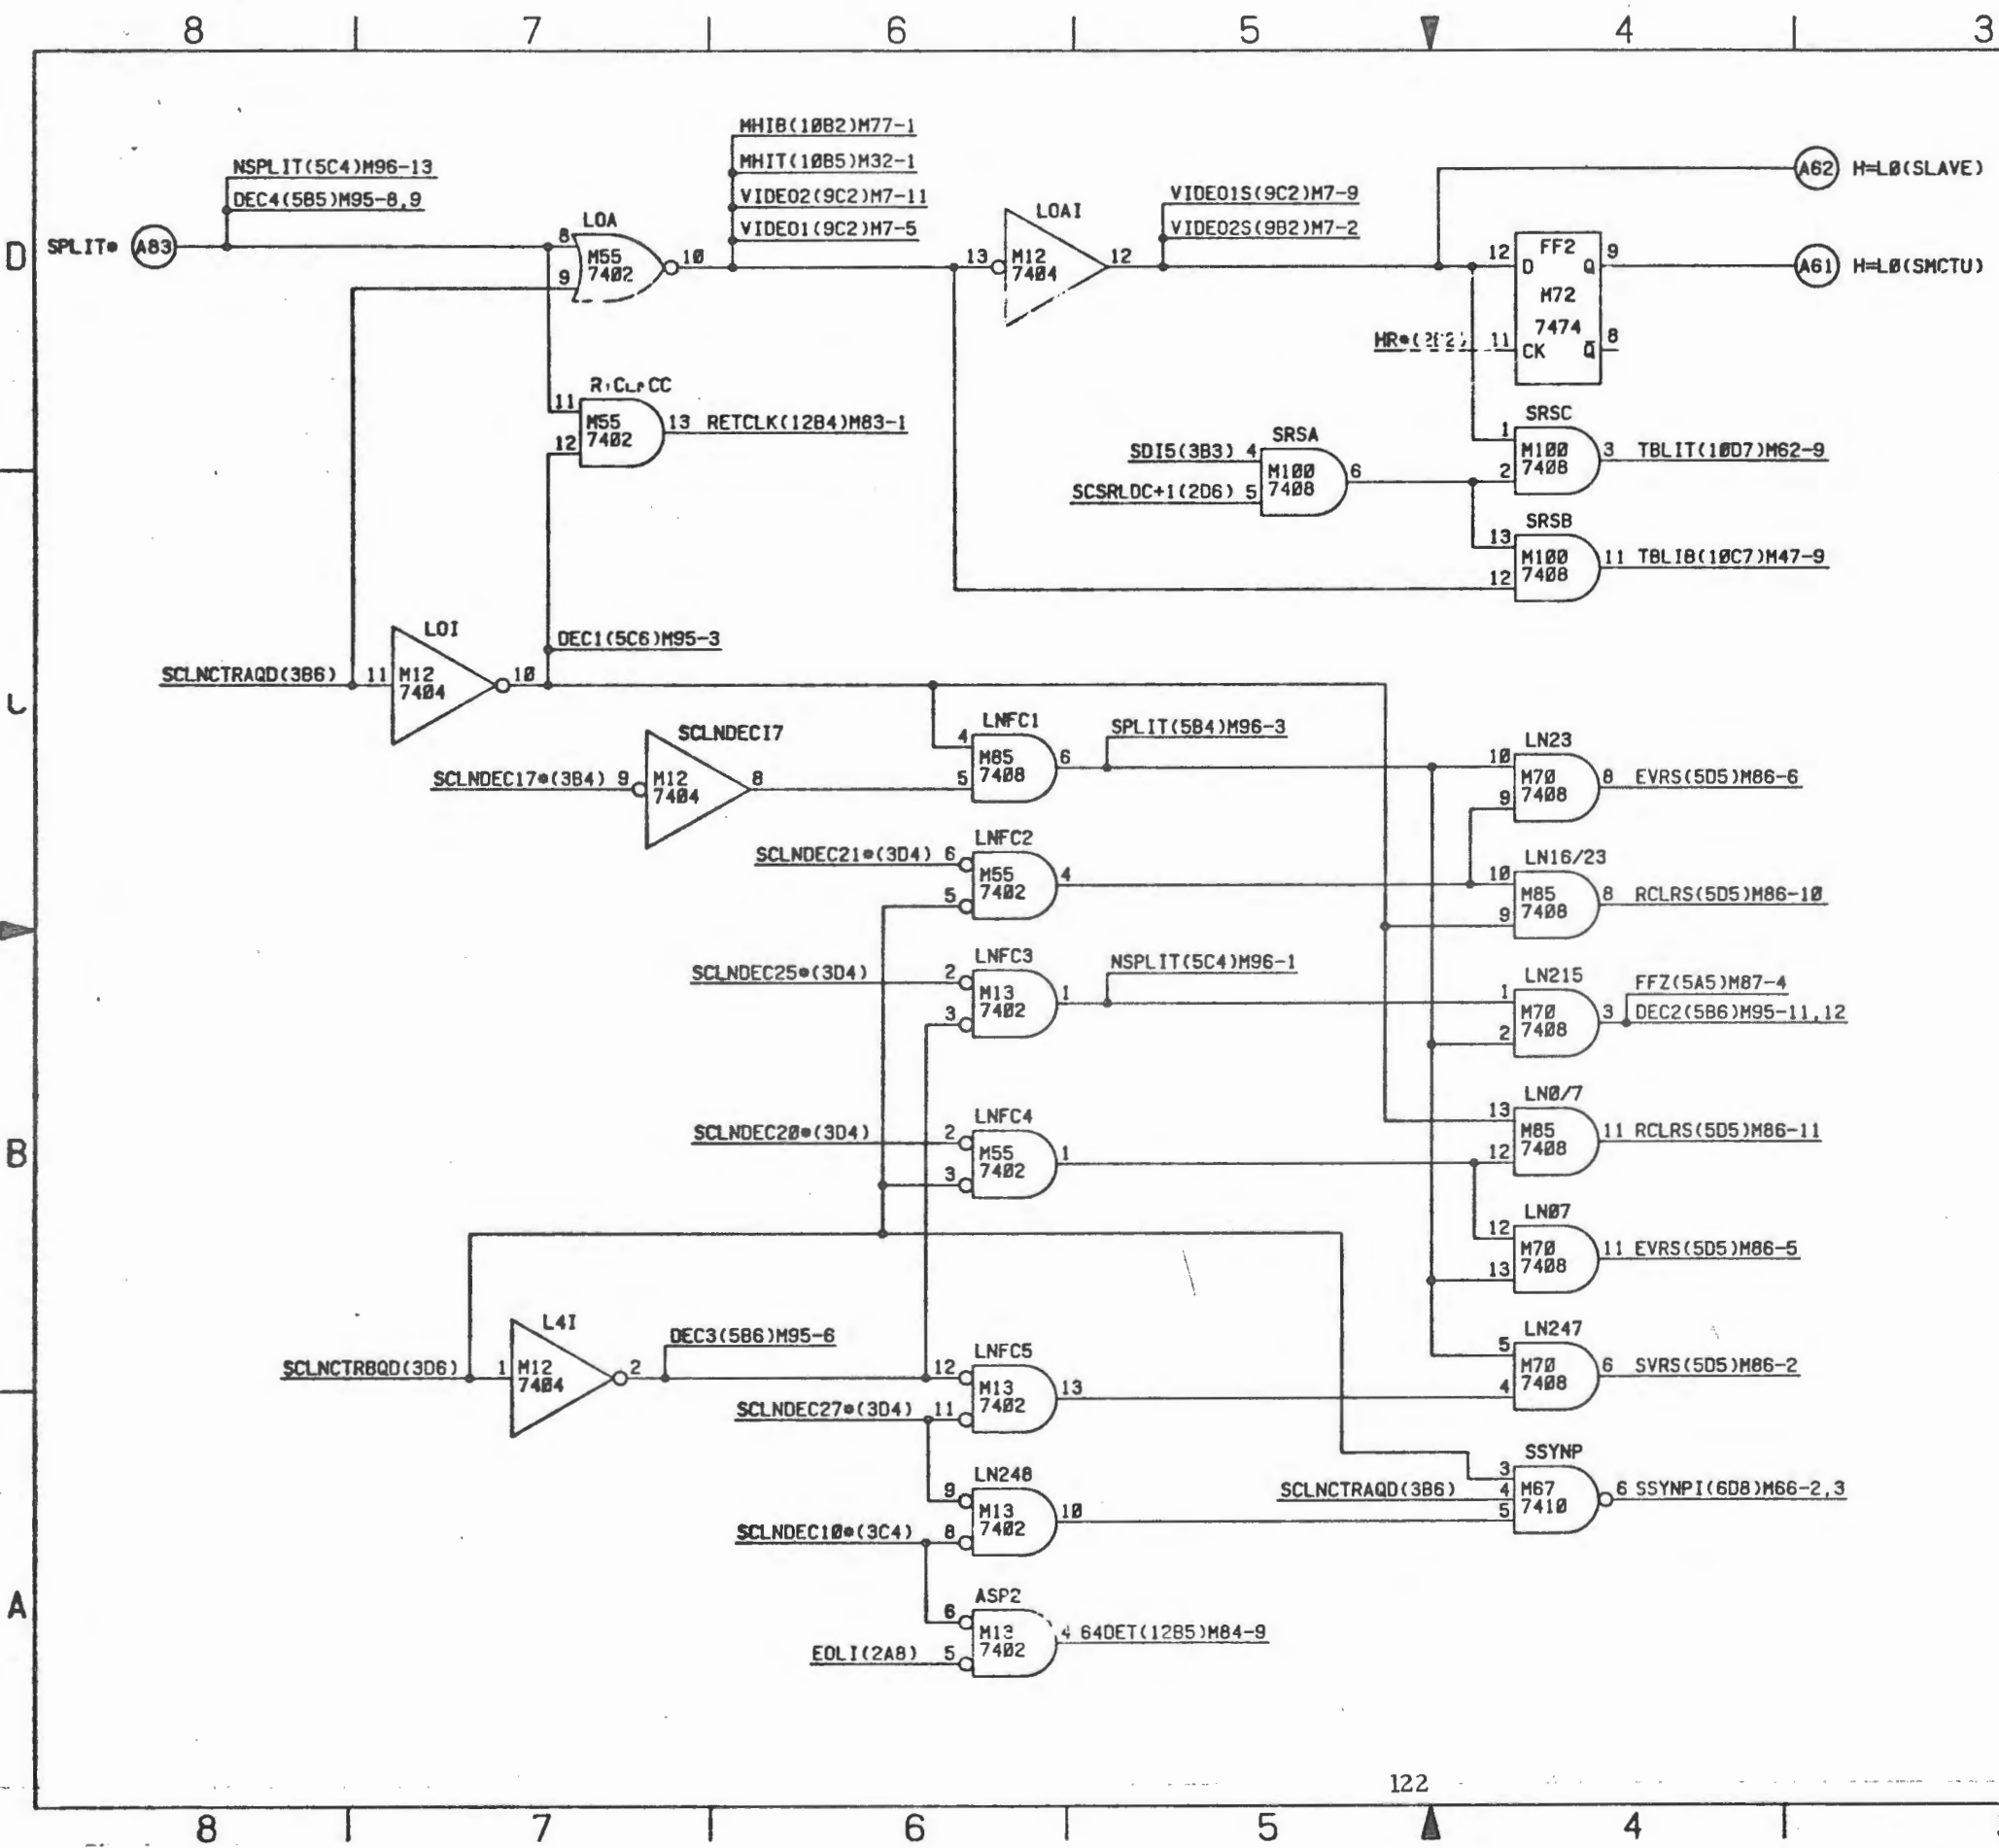 8 7 6 5 4 3
MHIB(10B2)M77-1
MHIT(10B5)M32-1
VIDEO2(9C2)M7-11
VIDEO1(9C2)M7-5
NSPLIT(5C4)M96-13
DEC4(5B5)M95-8,9
D
SPLIT*
A83
LOA
8
9
M55
7402
10
LOAI
13
M12
7404
12
VIDEO1S(9C2)M7-9
VIDEO2S(9B2)M7-2
A62 H=L0(SLAVE)
12 D FF2 Q 9
M72
7474
11 CK Q 8
A61 H=L0(SMCTU)
11
12
M55
7402
13 RETCLK(12B4)M83-1
SRSA
SDI5(3B3) 4
SCSRLDC+1(2D6) 5
M100
7408
6
SRSC
1
2
M100
7408
3 TBLIT(10D7)M62-9
SRSB
13
12
M100
7408
11 TBLIB(10C7)M47-9
LOI
SCLNCTRAQD(3B6) 11
M12
7404
10
DEC1(5C6)M95-3
SCLNDECI7
SCLNDEC17*(3B4) 9
M12
7404
8
LNFC1
4
5
M85
7408
6
SPLIT(5B4)M96-3
LN23
10
9
M70
7408
8 EVRS(5D5)M86-6
LNFC2
SCLNDEC21*(3D4) 6
5
M55
7402
4
LN16/23
10
9
M85
7408
8 RCLRS(5D5)M86-10
LNFC3
SCLNDEC25*(3D4) 2
3
M13
7402
1
NSPLIT(5C4)M96-1
LN215
1
2
M70
7408
3
FFZ(5A5)M87-4
DEC2(5B6)M95-11,12
B
LNFC4
SCLNDEC20*(3D4) 2
3
M55
7402
1
LN0/7
13
12
M85
7408
11 RCLRS(5D5)M86-11
LN07
12
13
M70
7408
11 EVRS(5D5)M86-5
L4I
SCLNCTRBQD(3D6) 1
M12
7404
2
DEC3(5B6)M95-6
LNFC5
12
SCLNDEC27*(3D4) 11
M13
7402
13
LN247
5
4
M70
7408
6 SVRS(5D5)M86-2
LN248
9
SCLNDEC10*(3C4) 8
M13
7402
10
SSYNP
3
SCLNCTRAQD(3B6) 4
5
M67
7410
6 SSYNPI(6D8)M66-2,3
A
ASP2
6
EOLI(2A8) 5
M13
7402
4 64DET(12B5)M84-9
122
8 7 6 5 4